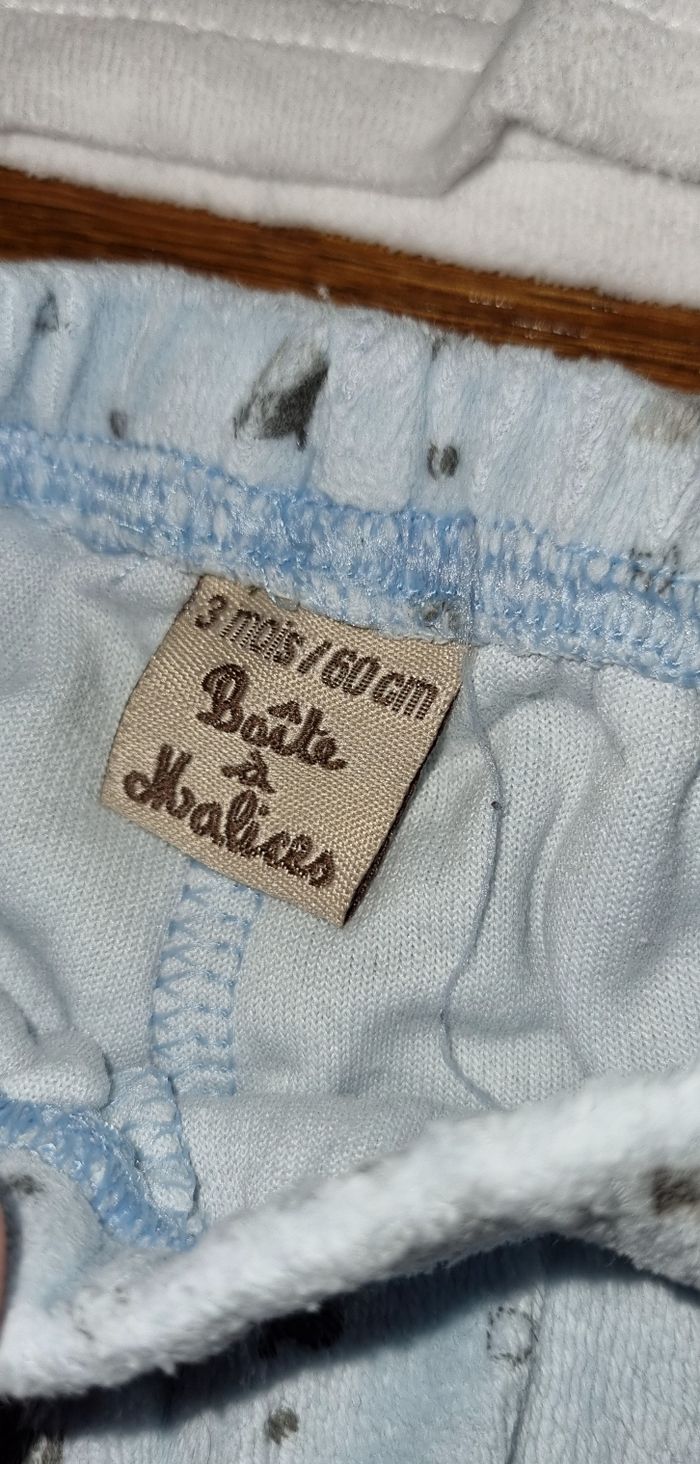 3 mois / 60 cm
Boîte
à
Malices